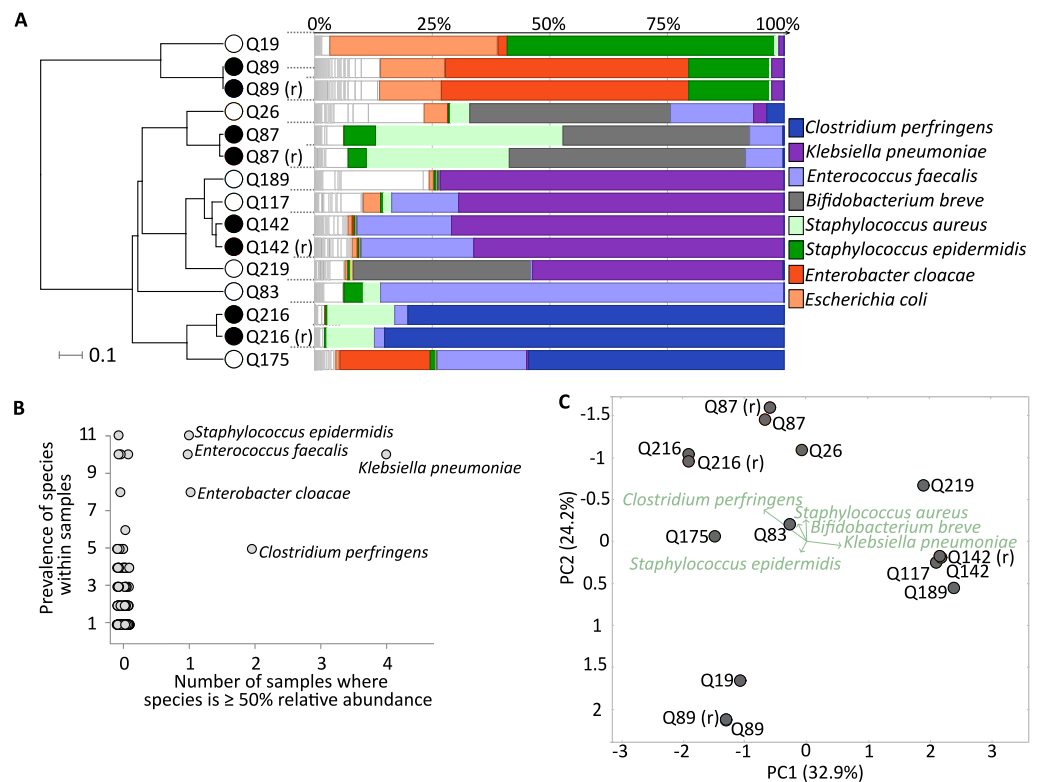 A
0% 25% 50% 75% 100%
Q19
Q89
Q89 (r)
Q26
Q87
Q87 (r)
Q189
Q117
Q142
Q142 (r)
Q219
Q83
Q216
Q216 (r)
Q175
0.1
Clostridium perfringens
Klebsiella pneumoniae
Enterococcus faecalis
Bifidobacterium breve
Staphylococcus aureus
Staphylococcus epidermidis
Enterobacter cloacae
Escherichia coli
B
Prevalence of species
within samples
11
9
7
5
3
1
Staphylococcus epidermidis
Enterococcus faecalis
Klebsiella pneumoniae
Enterobacter cloacae
Clostridium perfringens
0 1 2 3 4
Number of samples where
species is ≥ 50% relative abundance
C
PC2 (24.2%)
-1.5
-1
-0.5
0
0.5
1
1.5
2
Q87 (r)
Q87
Q216
Q216 (r)
Q26
Q219
Clostridium perfringens
Staphylococcus aureus
Bifidobacterium breve
Q175
Q83
Klebsiella pneumoniae
Staphylococcus epidermidis
Q142 (r)
Q117
Q142
Q189
Q19
Q89 (r)
Q89
-3 -2 -1 0 1 2 3
PC1 (32.9%)